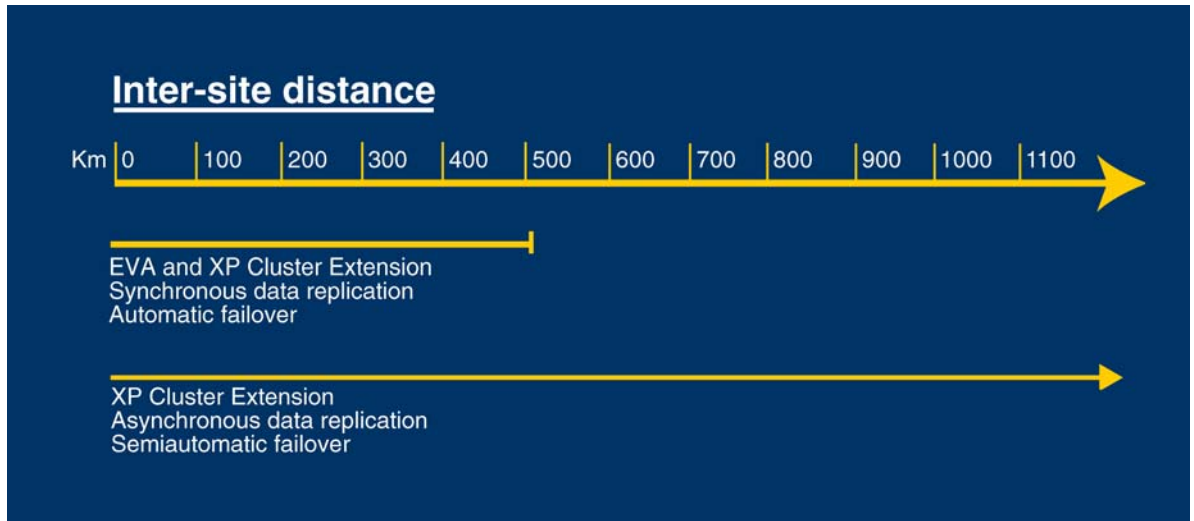 Inter-site distance
Km 0 100 200 300 400 500 600 700 800 900 1000 1100
EVA and XP Cluster Extension
Synchronous data replication
Automatic failover
XP Cluster Extension
Asynchronous data replication
Semiautomatic failover